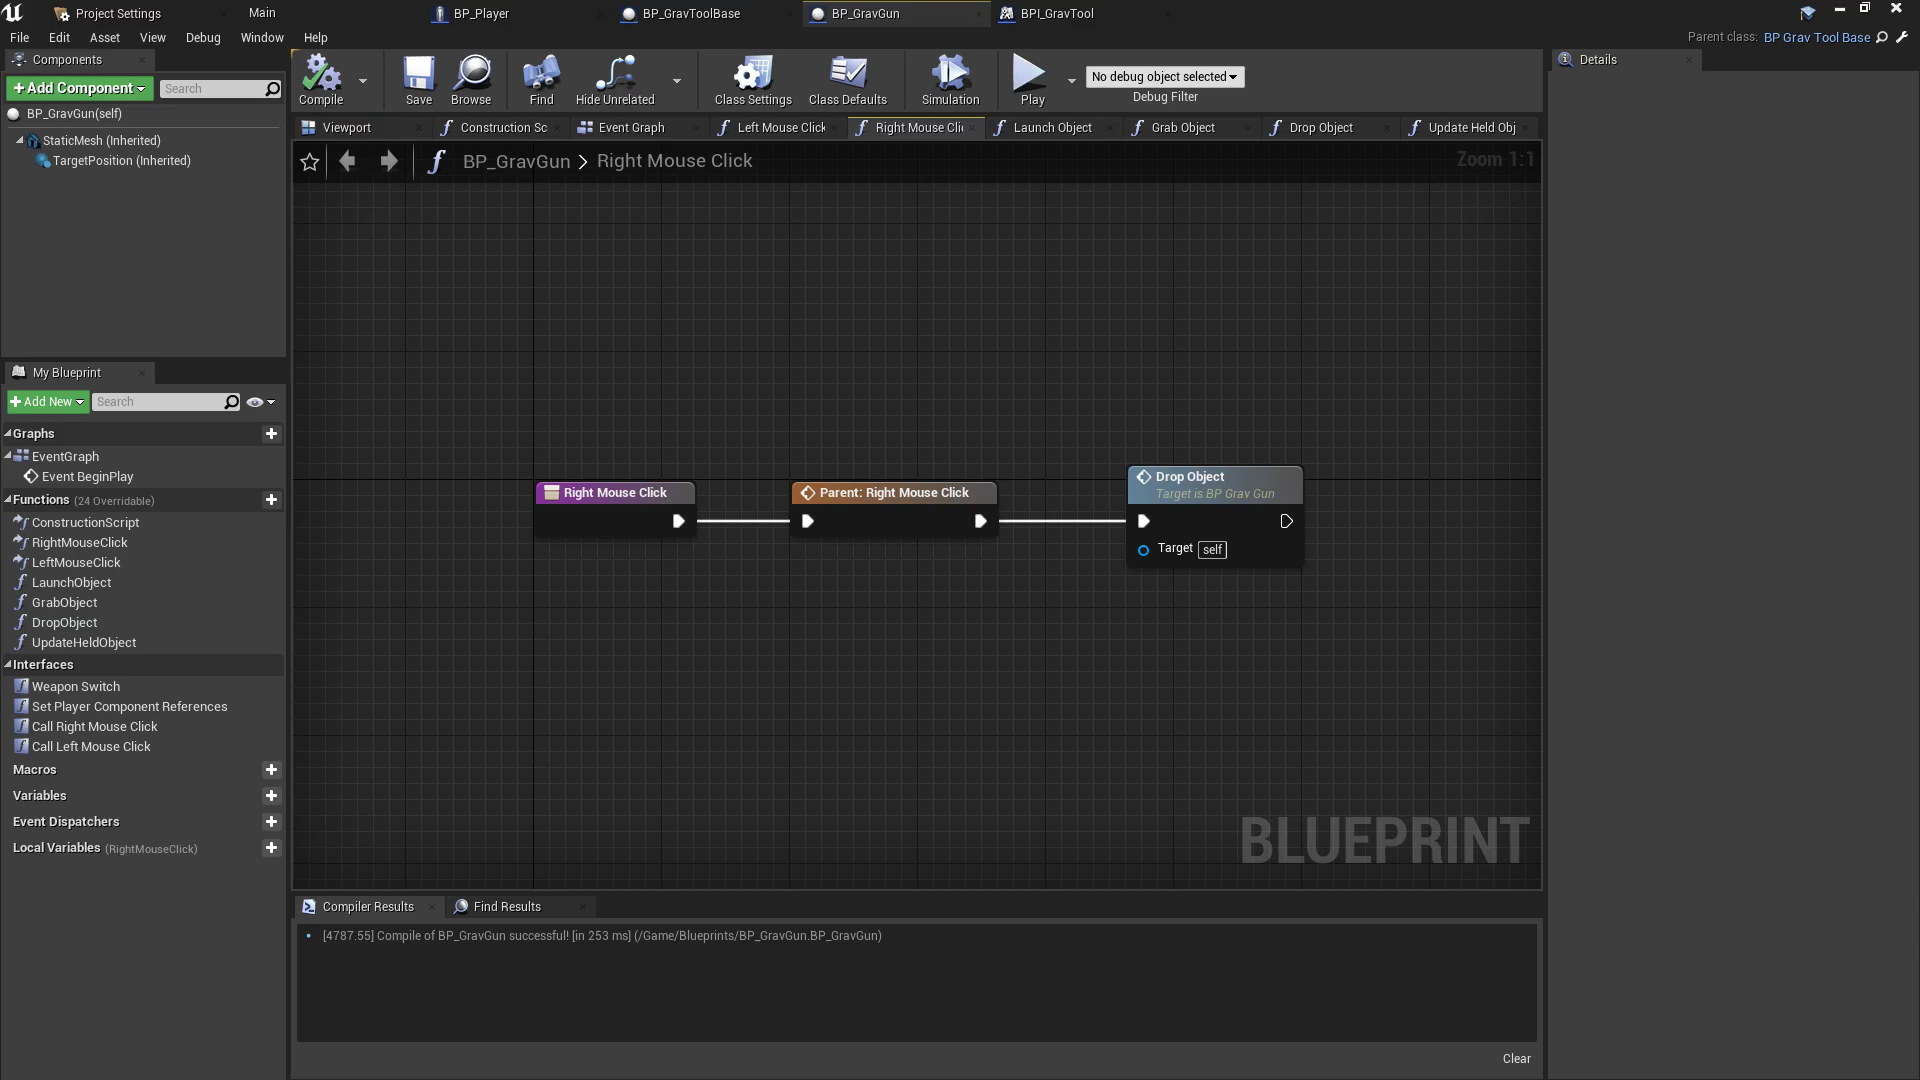 Project Settings
Main
BP_Player
BP_GravToolBase
BP_GravGun
BPI_GravTool
File Edit Asset View Debug Window Help
Parent class: BP Grav Tool Base
Components
Details
+ Add Component
Search
BP_GravGun(self)
StaticMesh (Inherited)
TargetPosition (Inherited)
Compile
Save
Browse
Find
Hide Unrelated
Class Settings
Class Defaults
Simulation
Play
No debug object selected
Debug Filter
Viewport
Construction Sc
Event Graph
Left Mouse Click
Right Mouse Clic
Launch Object
Grab Object
Drop Object
Update Held Obj
BP_GravGun > Right Mouse Click
Zoom 1:1
Right Mouse Click
Parent: Right Mouse Click
Drop Object
Target is BP Grav Gun
Target self
BLUEPRINT
My Blueprint
+ Add New
Search
Graphs
EventGraph
Event BeginPlay
Functions (24 Overridable)
ConstructionScript
RightMouseClick
LeftMouseClick
LaunchObject
GrabObject
DropObject
UpdateHeldObject
Interfaces
Weapon Switch
Set Player Component References
Call Right Mouse Click
Call Left Mouse Click
Macros
Variables
Event Dispatchers
Local Variables (RightMouseClick)
Compiler Results
Find Results
[4787.55] Compile of BP_GravGun successful! [in 253 ms] (/Game/Blueprints/BP_GravGun.BP_GravGun)
Clear